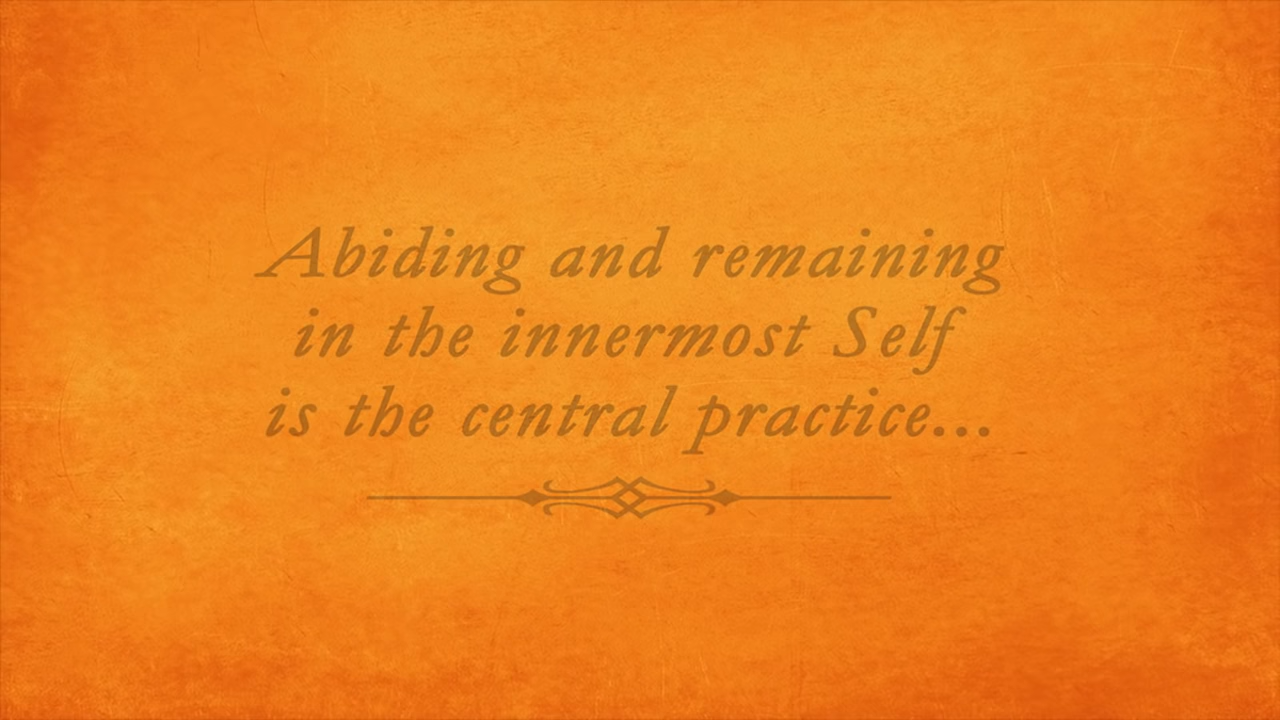 Abiding and remaining
in the innermost Self
is the central practice...